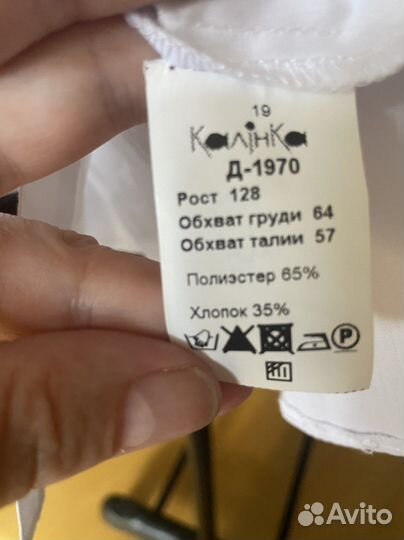 19
КалінКа
Д-1970
Рост 128
Обхват груди 64
Обхват талии 57
Полиэстер 65%
Хлопок 35%
P
Avito